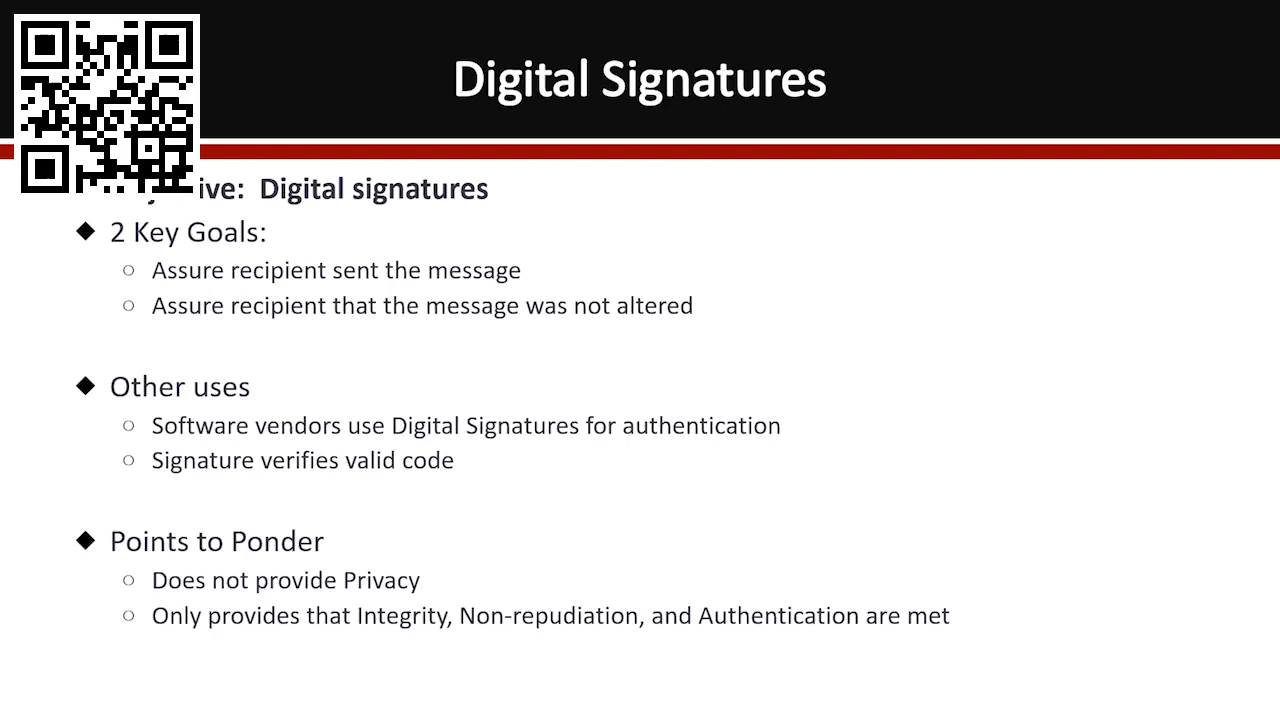 Digital Signatures
Digital signatures
2 Key Goals:
Assure recipient sent the message
Assure recipient that the message was not altered
Other uses
Software vendors use Digital Signatures for authentication
Signature verifies valid code
Points to Ponder
Does not provide Privacy
Only provides that Integrity, Non-repudiation, and Authentication are met